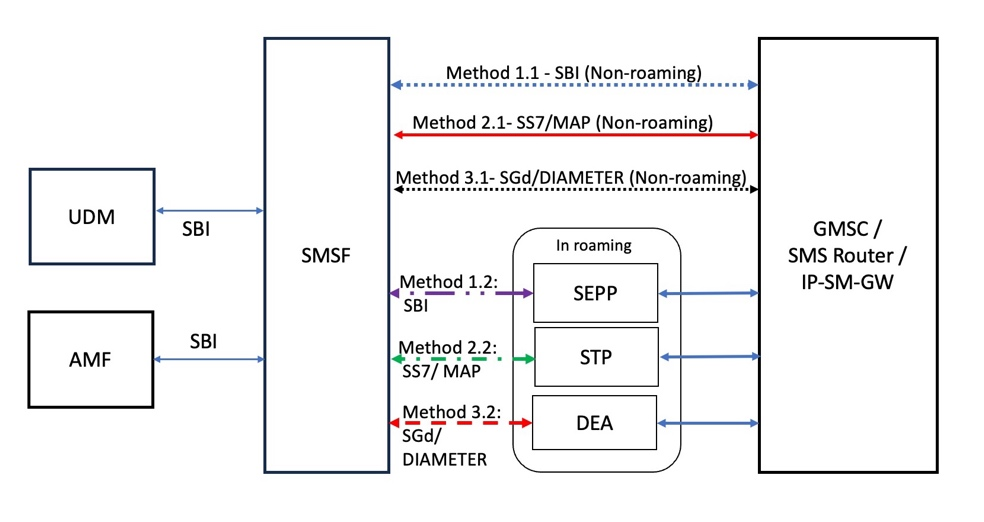 Method 1.1 - SBI (Non-roaming)
Method 2.1- SS7/MAP (Non-roaming)
Method 3.1- SGd/DIAMETER (Non-roaming)
UDM
SBI
AMF
SBI
SMSF
In roaming
Method 1.2:
SBI
SEPP
Method 2.2:
SS7/ MAP
STP
Method 3.2:
SGd/
DIAMETER
DEA
GMSC /
SMS Router /
IP-SM-GW